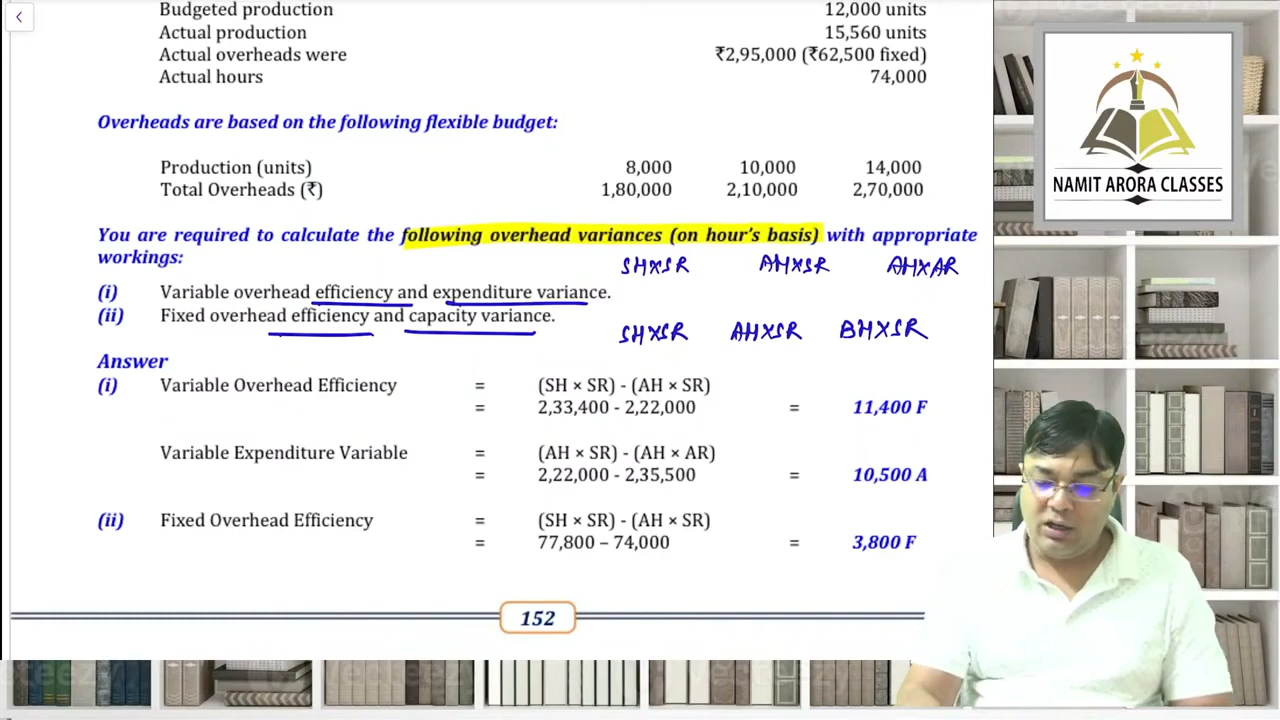 Budgeted production 12,000 units
Actual production 15,560 units
Actual overheads were ₹2,95,000 (₹62,500 fixed)
Actual hours 74,000
Overheads are based on the following flexible budget:
Production (units) 8,000 10,000 14,000
Total Overheads (₹) 1,80,000 2,10,000 2,70,000
You are required to calculate the following overhead variances (on hour's basis) with appropriate
workings:
SH×SR AH×SR AH×AR
(i) Variable overhead efficiency and expenditure variance.
(ii) Fixed overhead efficiency and capacity variance.
SH×SR AH×SR BH×SR
Answer
(i) Variable Overhead Efficiency = (SH × SR) - (AH × SR)
= 2,33,400 - 2,22,000 = 11,400 F
Variable Expenditure Variable = (AH × SR) - (AH × AR)
= 2,22,000 - 2,35,500 = 10,500 A
(ii) Fixed Overhead Efficiency = (SH × SR) - (AH × SR)
= 77,800 – 74,000 = 3,800 F
152
NAMIT ARORA CLASSES